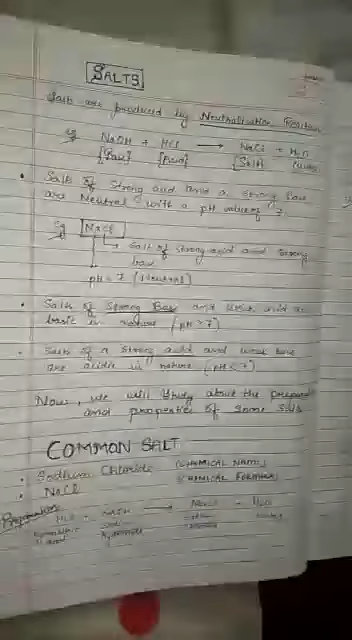 SALTS
Salts are produced by Neutralisation Reaction
eg NaOH + HCl → NaCl + H2O
[Base] [Acid] [Salt] (Water)
• Salts of Strong acid and a Strong Base
are Neutral with a pH value of 7.
Eg NaCl
→ Salt of strong acid and strong
base
pH = 7 (Neutral)
• Salts of Strong Base and weak acid are
basic in nature (pH > 7)
• Salts of a strong acid and weak base
are acidic in nature (pH < 7)
Now, we will study about the
and properties of some salts
COMMON SALT
• Sodium Chloride (CHEMICAL NAME)
• NaCl (CHEMICAL FORMULA)
Preparation
HCl + NaOH → NaCl + H2O